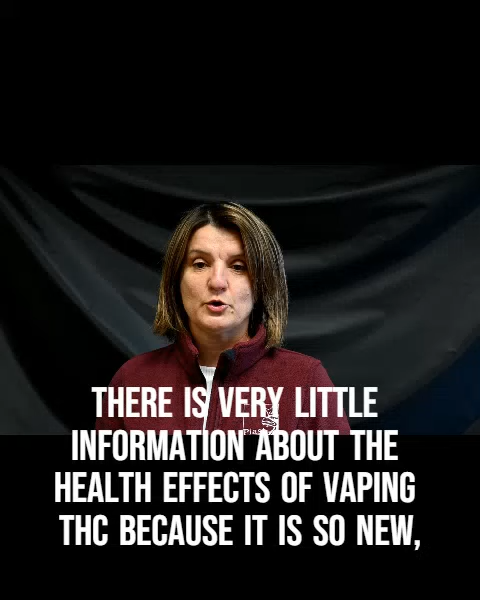 THERE IS VERY LITTLE
INFORMATION ABOUT THE
HEALTH EFFECTS OF VAPING
THC BECAUSE IT IS SO NEW,